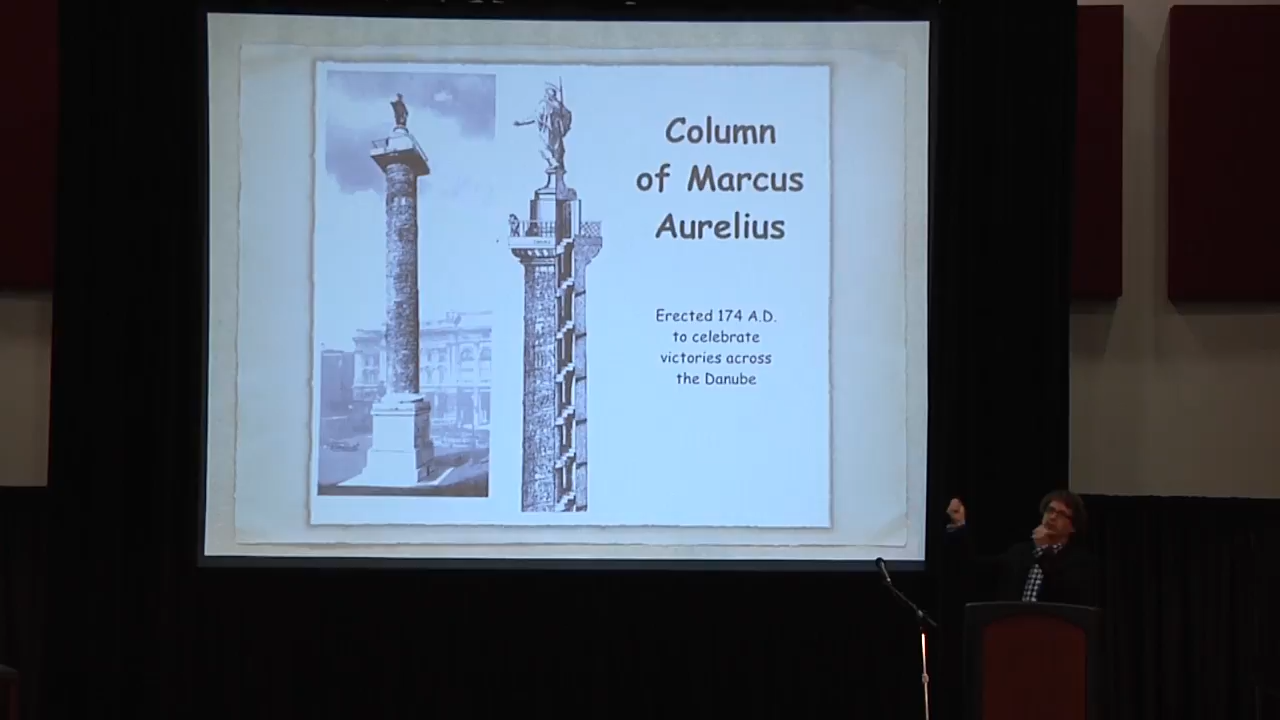 Column
of Marcus
Aurelius
Erected 174 A.D.
to celebrate
victories across
the Danube